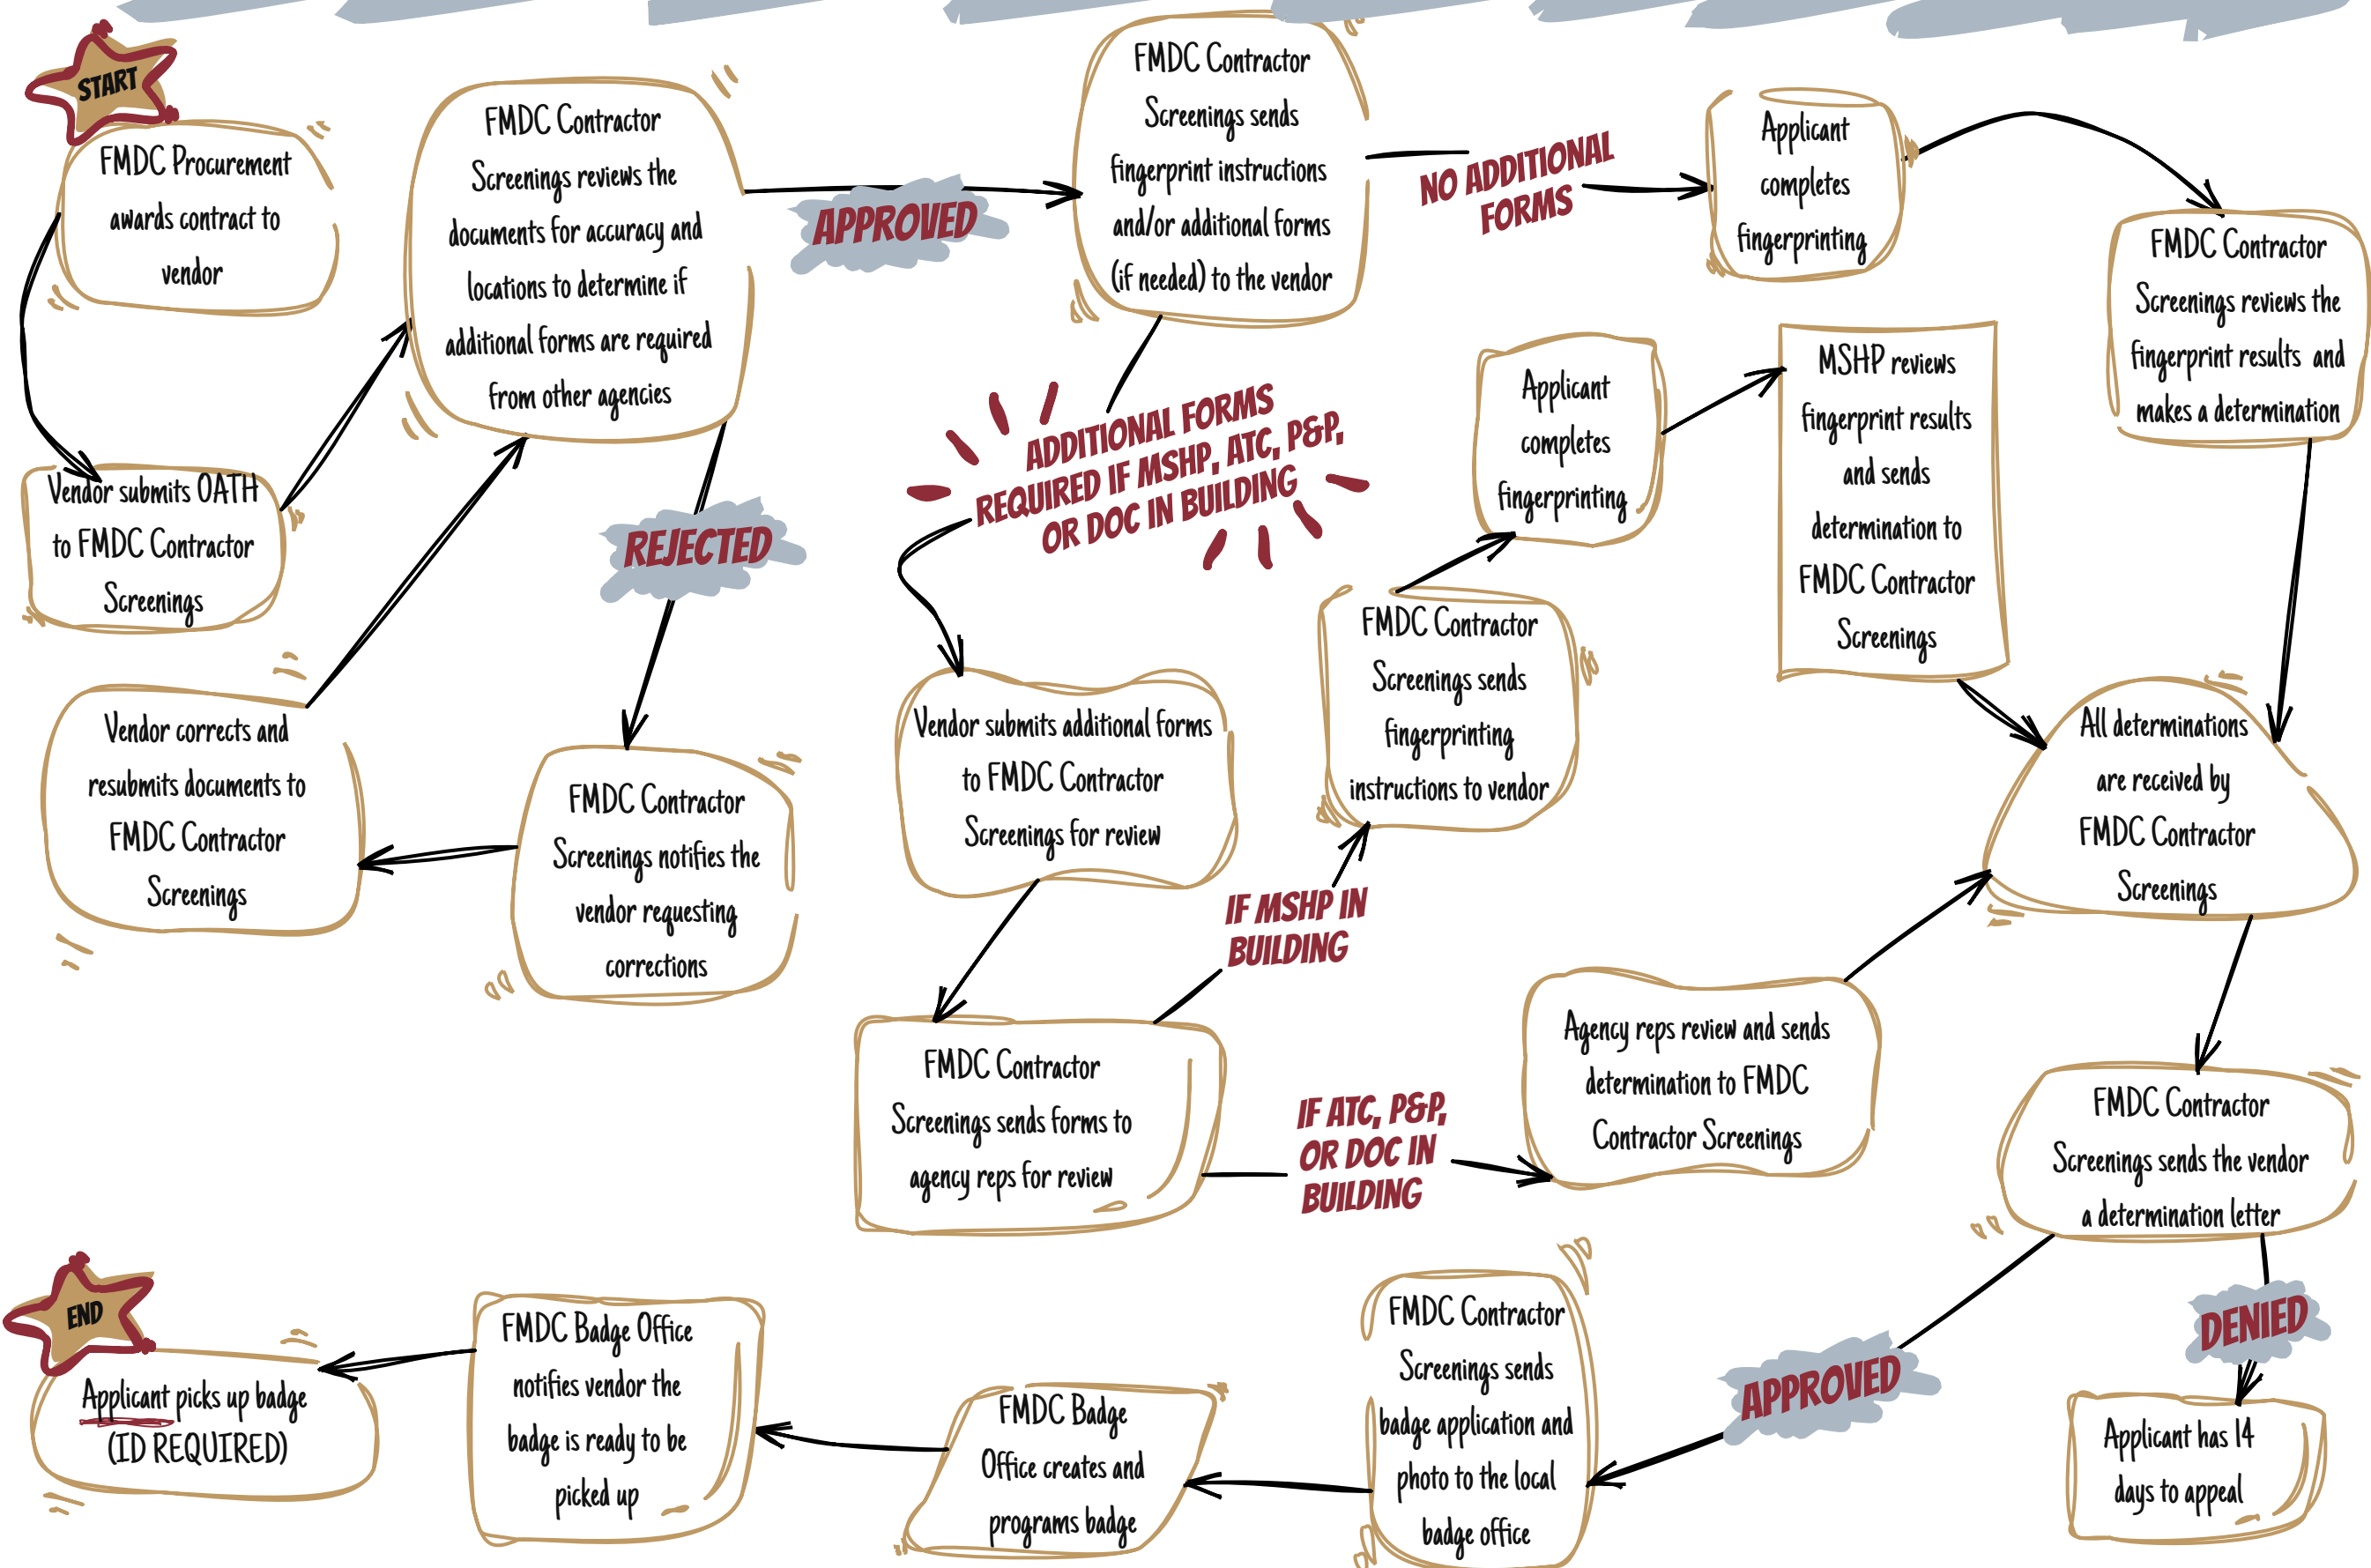 START
FMDC Procurement
awards contract to
vendor
Vendor submits OATH
to FMDC Contractor
Screenings
FMDC Contractor
Screenings reviews the
documents for accuracy and
locations to determine if
additional forms are required
from other agencies
REJECTED
FMDC Contractor
Screenings notifies the
vendor requesting
corrections
Vendor corrects and
resubmits documents to
FMDC Contractor
Screenings
APPROVED
FMDC Contractor
Screenings sends
fingerprint instructions
and/or additional forms
(if needed) to the vendor
NO ADDITIONAL
FORMS
Applicant
completes
fingerprinting
FMDC Contractor
Screenings reviews the
fingerprint results and
makes a determination
ADDITIONAL FORMS
REQUIRED IF MSHP, ATC, P&P,
OR DOC IN BUILDING
Vendor submits additional forms
to FMDC Contractor
Screenings for review
FMDC Contractor
Screenings sends forms to
agency reps for review
IF MSHP IN
BUILDING
FMDC Contractor
Screenings sends
fingerprinting
instructions to vendor
Applicant
completes
fingerprinting
MSHP reviews
fingerprint results
and sends
determination to
FMDC Contractor
Screenings
IF ATC, P&P,
OR DOC IN
BUILDING
Agency reps review and sends
determination to FMDC
Contractor Screenings
All determinations
are received by
FMDC Contractor
Screenings
FMDC Contractor
Screenings sends the vendor
a determination letter
DENIED
Applicant has 14
days to appeal
APPROVED
FMDC Contractor
Screenings sends
badge application and
photo to the local
badge office
FMDC Badge
Office creates and
programs badge
FMDC Badge Office
notifies vendor the
badge is ready to be
picked up
END
Applicant picks up badge
(ID REQUIRED)